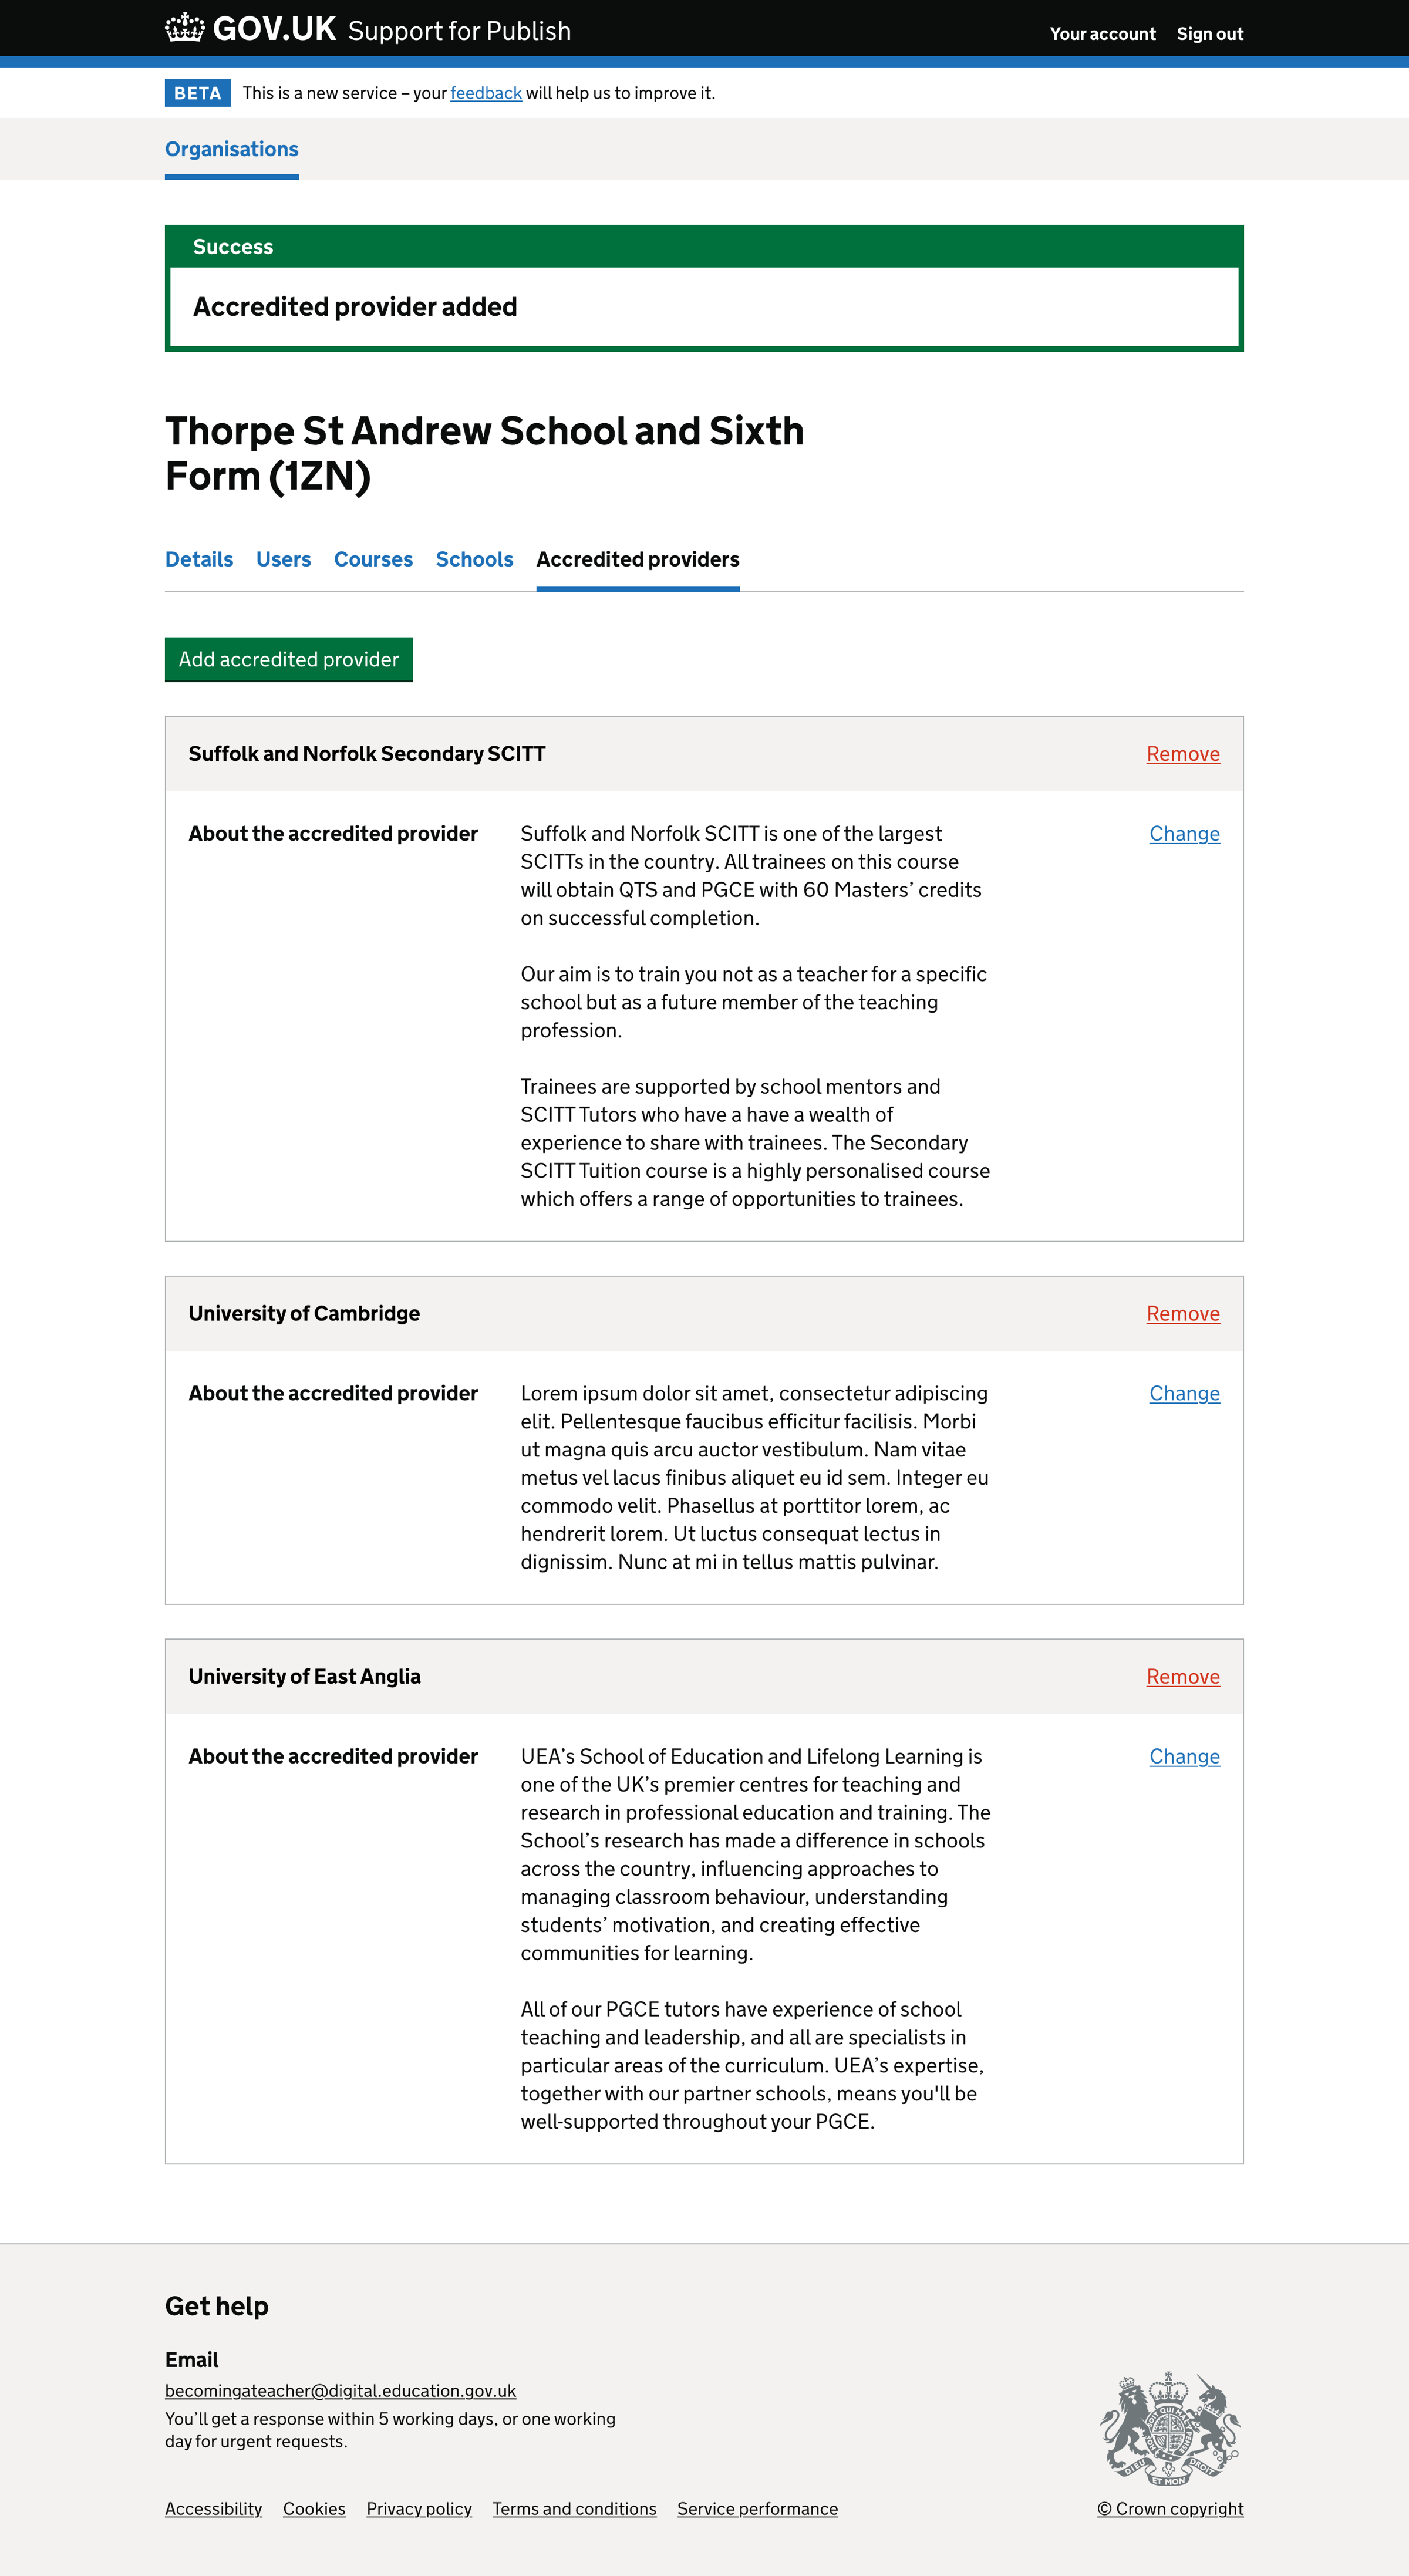 GOV.UK Support for Publish
Your account Sign out
BETA This is a new service – your feedback will help us to improve it.
Organisations
Success
Accredited provider added
Thorpe St Andrew School and Sixth
Form (1ZN)
Details Users Courses Schools Accredited providers
Add accredited provider
Suffolk and Norfolk Secondary SCITT Remove
About the accredited provider Suffolk and Norfolk SCITT is one of the largest Change
SCITTs in the country. All trainees on this course
will obtain QTS and PGCE with 60 Masters’ credits
on successful completion.
Our aim is to train you not as a teacher for a specific
school but as a future member of the teaching
profession.
Trainees are supported by school mentors and
SCITT Tutors who have a have a wealth of
experience to share with trainees. The Secondary
SCITT Tuition course is a highly personalised course
which offers a range of opportunities to trainees.
University of Cambridge Remove
About the accredited provider Lorem ipsum dolor sit amet, consectetur adipiscing Change
elit. Pellentesque faucibus efficitur facilisis. Morbi
ut magna quis arcu auctor vestibulum. Nam vitae
metus vel lacus finibus aliquet eu id sem. Integer eu
commodo velit. Phasellus at porttitor lorem, ac
hendrerit lorem. Ut luctus consequat lectus in
dignissim. Nunc at mi in tellus mattis pulvinar.
University of East Anglia Remove
About the accredited provider UEA’s School of Education and Lifelong Learning is Change
one of the UK’s premier centres for teaching and
research in professional education and training. The
School’s research has made a difference in schools
across the country, influencing approaches to
managing classroom behaviour, understanding
students’ motivation, and creating effective
communities for learning.
All of our PGCE tutors have experience of school
teaching and leadership, and all are specialists in
particular areas of the curriculum. UEA’s expertise,
together with our partner schools, means you'll be
well-supported throughout your PGCE.
Get help
Email
becomingateacher@digital.education.gov.uk
You’ll get a response within 5 working days, or one working
day for urgent requests.
DIEU ET MON DROIT
Accessibility Cookies Privacy policy Terms and conditions Service performance © Crown copyright